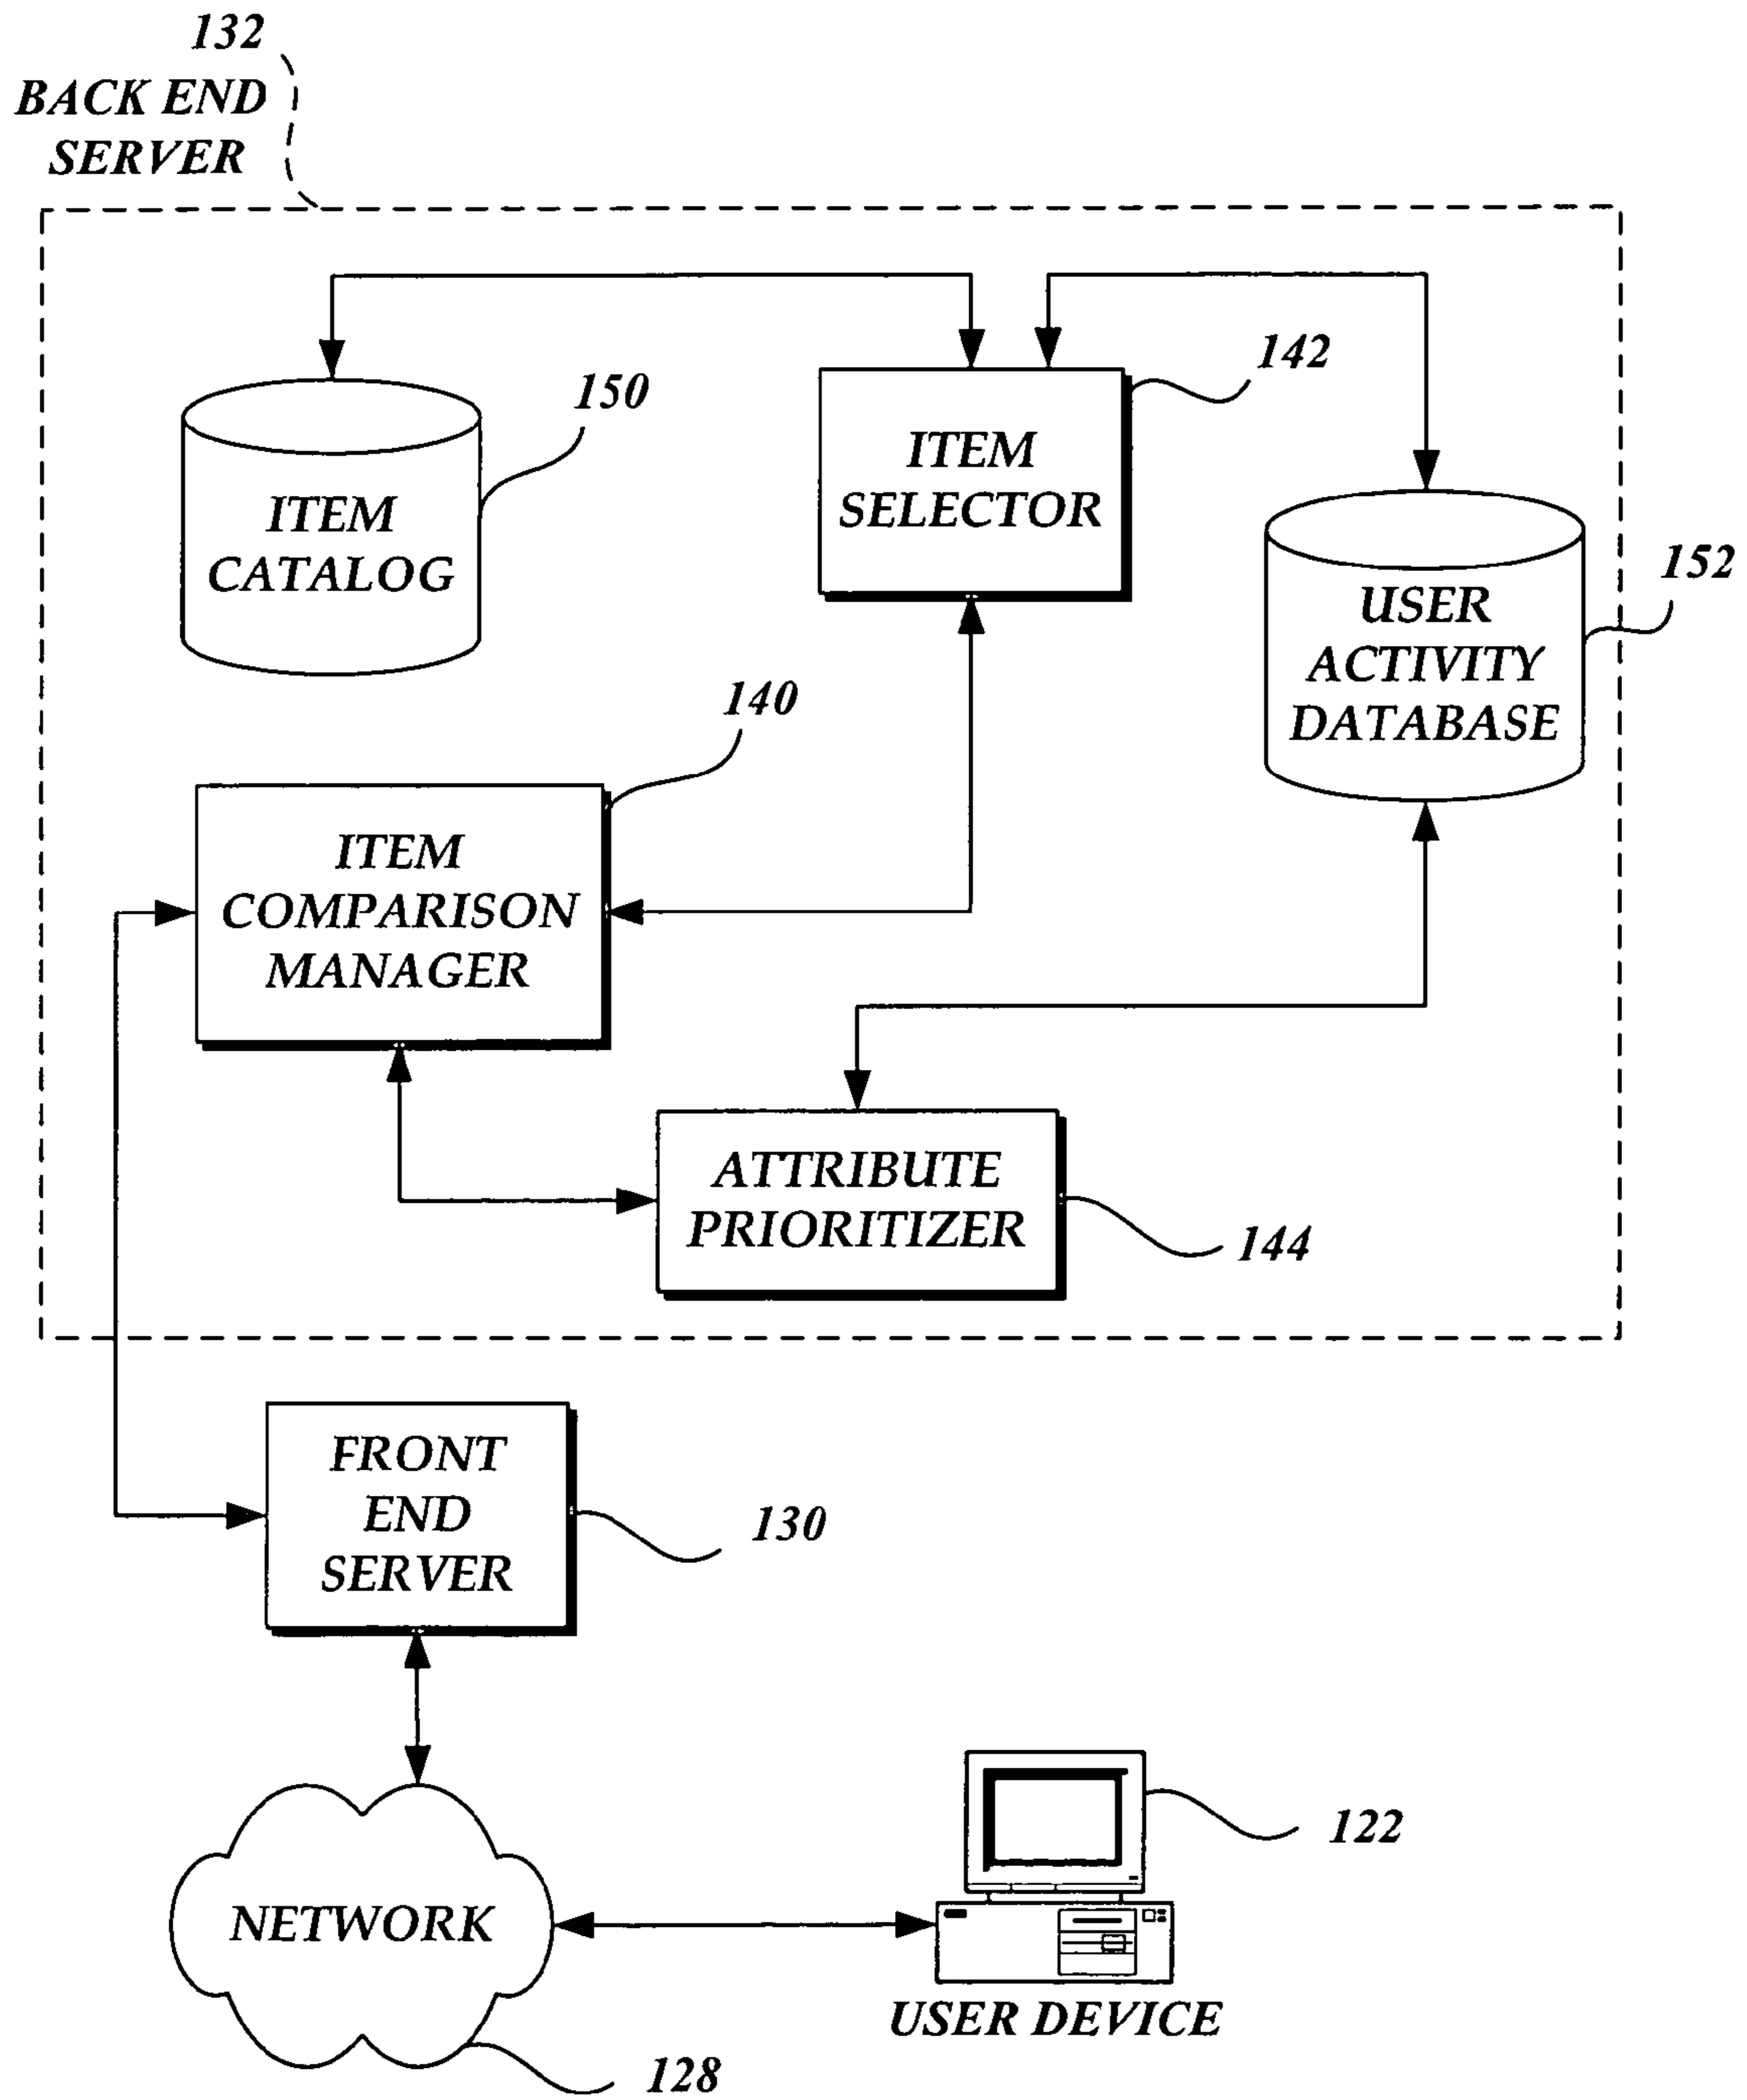 132
BACK END
SERVER
142
150
ITEM
SELECTOR
ITEM
CATALOG
152
USER
ACTIVITY
DATABASE
140
ITEM
COMPARISON
MANAGER
ATTRIBUTE
PRIORITIZER
144
FRONT
END
SERVER
130
122
NETWORK
USER DEVICE
128